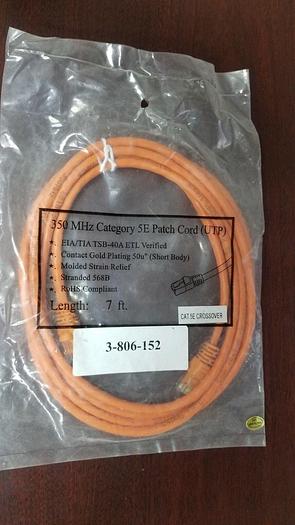 350 MHz Category 5E Patch Cord (UTP)
★. EIA/TIA TSB-40A ETL Verified
★. Contact Gold Plating 50u" (Short Body)
★. Molded Strain Relief
★. Stranded 568B
★. RoHS Compliant
Length: 7 ft.
CAT.5E CROSSOVER
3-806-152